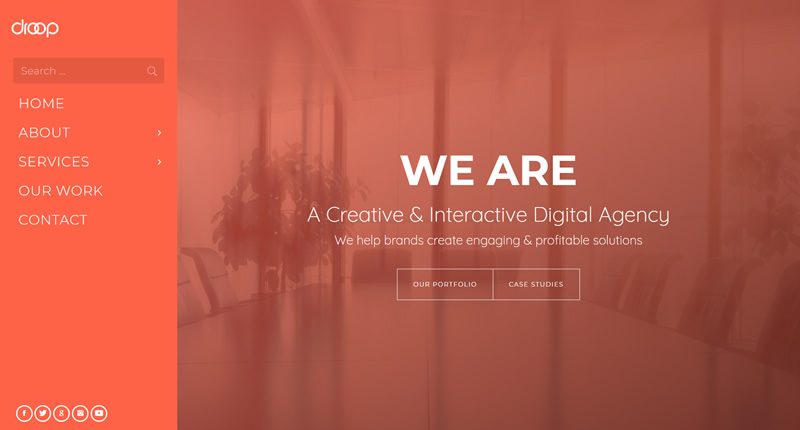 droop
Search ...
HOME
ABOUT
SERVICES
OUR WORK
CONTACT
WE ARE
A Creative & Interactive Digital Agency
We help brands create engaging & profitable solutions
OUR PORTFOLIO
CASE STUDIES